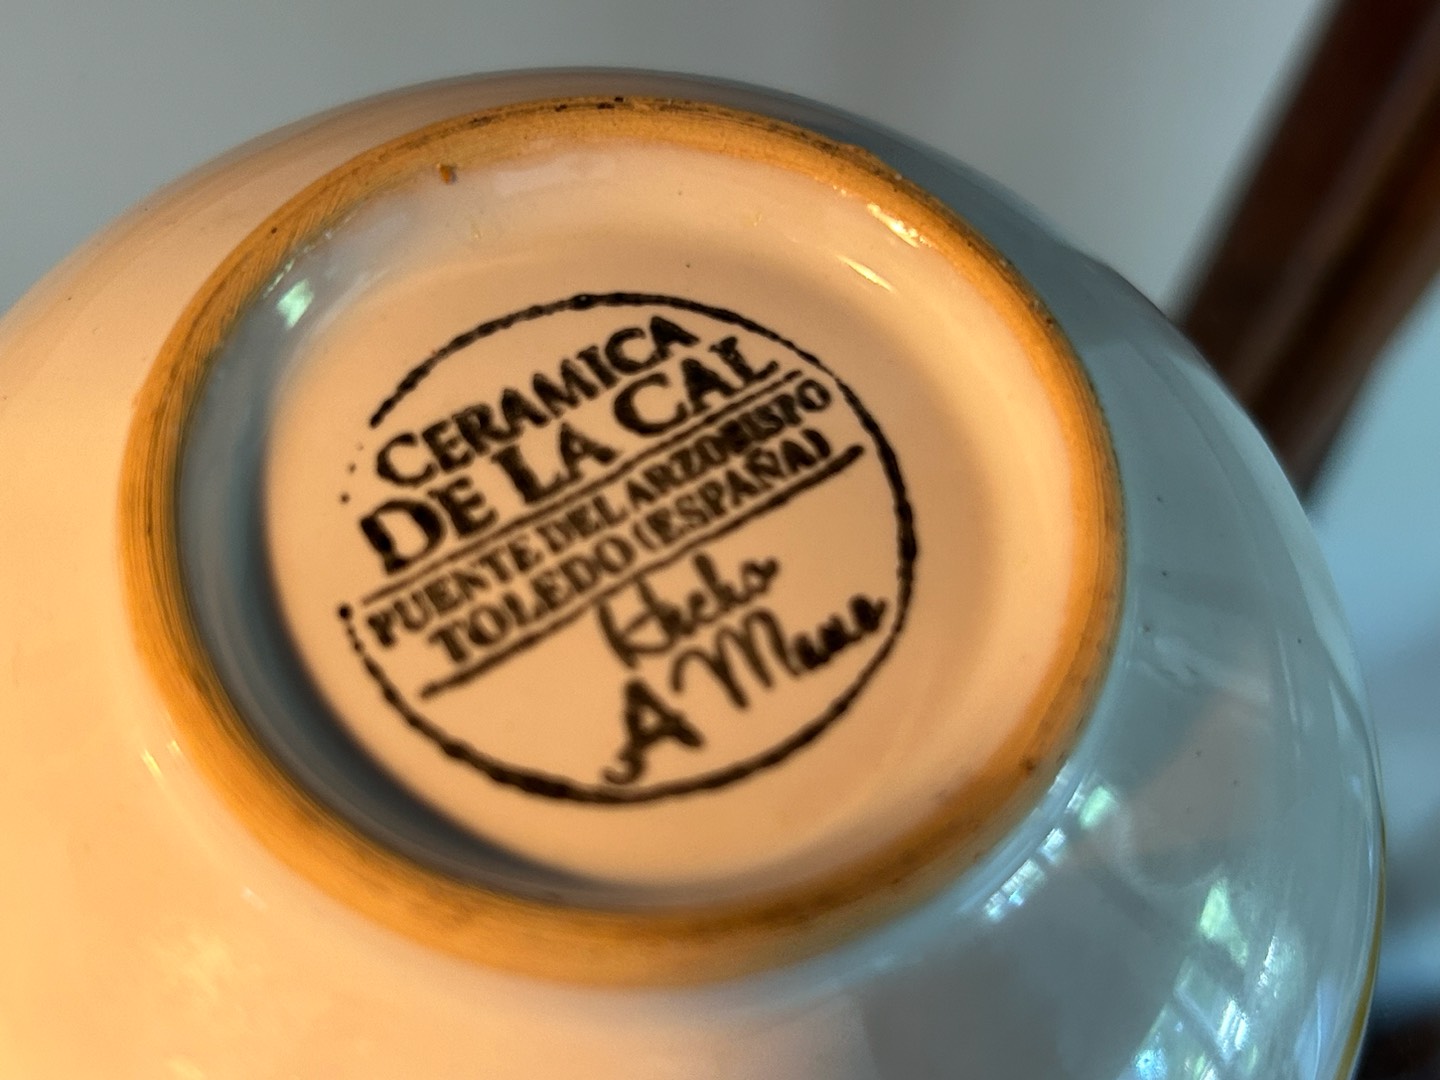 CERAMICA
DE LA CAL
PUENTE DEL ARZOBISPO
TOLEDO (ESPAÑA)
Hecho
A Mano